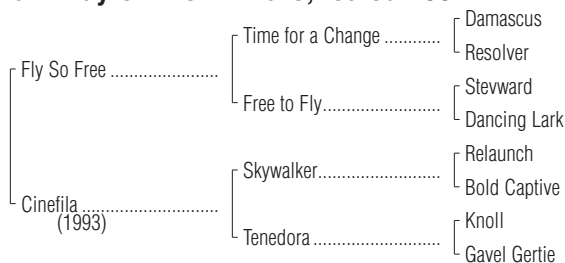 Damascus
Time for a Change
Resolver
Fly So Free
Stevward
Free to Fly
Dancing Lark
Relaunch
Skywalker
Bold Captive
Cinefila
(1993)
Knoll
Tenedora
Gavel Gertie